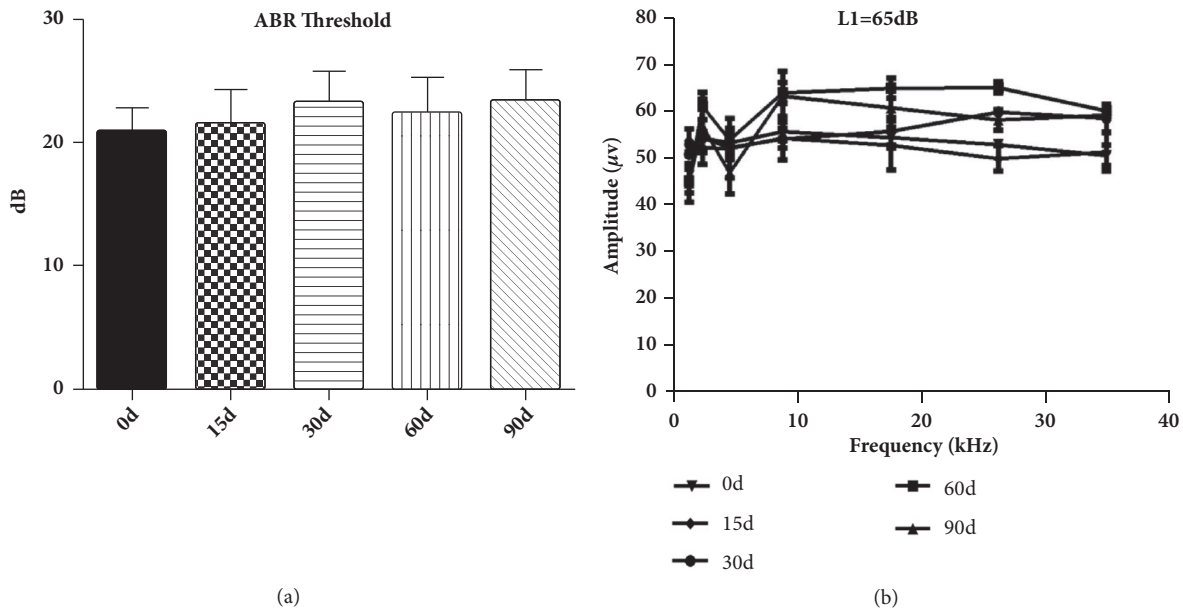 ABR Threshold
30
20
10
0
dB
0d
15d
30d
60d
90d
(a)
L1=65dB
80
70
60
50
40
30
20
10
0
Amplitude (μv)
0 10 20 30 40
Frequency (kHz)
0d
15d
30d
60d
90d
(b)